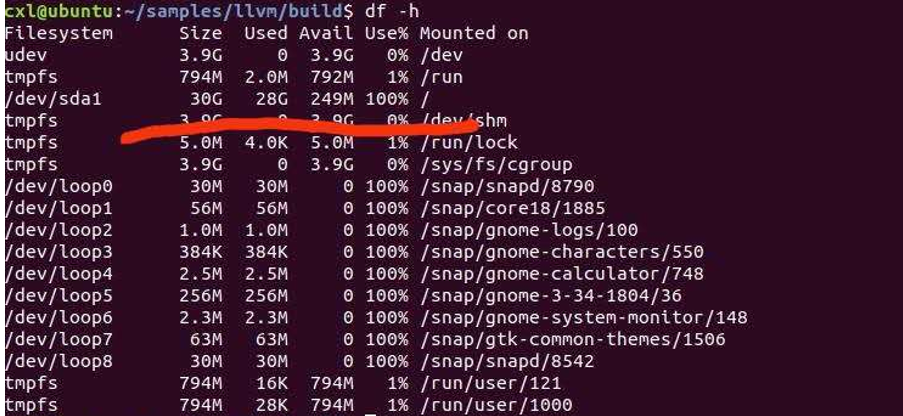 cxl@ubuntu:~/samples/llvm/build$ df -h
Filesystem      Size  Used Avail Use% Mounted on
udev            3.9G     0  3.9G   0% /dev
tmpfs           794M  2.0M  792M   1% /run
/dev/sda1        30G   28G  249M 100% /
tmpfs           3.9G     0  3.9G   0% /dev/shm
tmpfs           5.0M  4.0K  5.0M   1% /run/lock
tmpfs           3.9G     0  3.9G   0% /sys/fs/cgroup
/dev/loop0       30M   30M     0 100% /snap/snapd/8790
/dev/loop1       56M   56M     0 100% /snap/core18/1885
/dev/loop2      1.0M  1.0M     0 100% /snap/gnome-logs/100
/dev/loop3      384K  384K     0 100% /snap/gnome-characters/550
/dev/loop4      2.5M  2.5M     0 100% /snap/gnome-calculator/748
/dev/loop5      256M  256M     0 100% /snap/gnome-3-34-1804/36
/dev/loop6      2.3M  2.3M     0 100% /snap/gnome-system-monitor/148
/dev/loop7       63M   63M     0 100% /snap/gtk-common-themes/1506
/dev/loop8       30M   30M     0 100% /snap/snapd/8542
tmpfs           794M   16K  794M   1% /run/user/121
tmpfs           794M   28K  794M   1% /run/user/1000